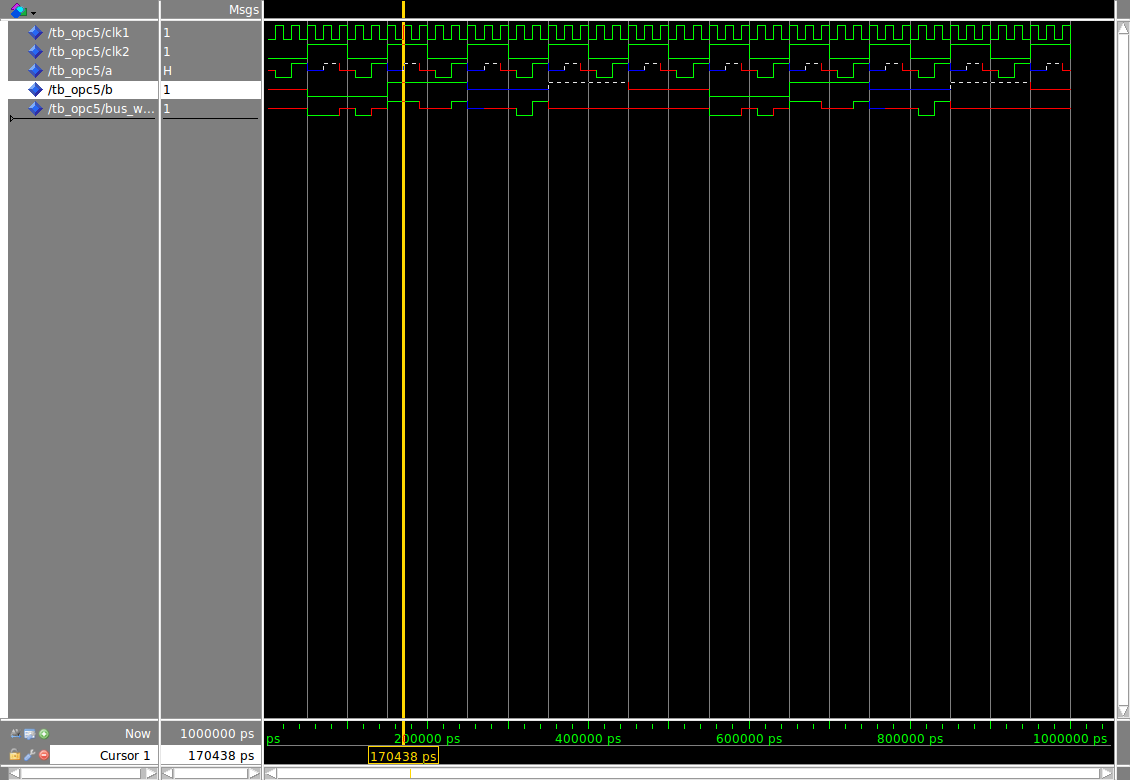 Msgs
/tb_opc5/clk1 1
/tb_opc5/clk2 1
/tb_opc5/a H
/tb_opc5/b 1
/tb_opc5/bus_w... 1
Now 1000000 ps
ps 200000 ps 400000 ps 600000 ps 800000 ps 1000000 ps
Cursor 1 170438 ps
170438 ps